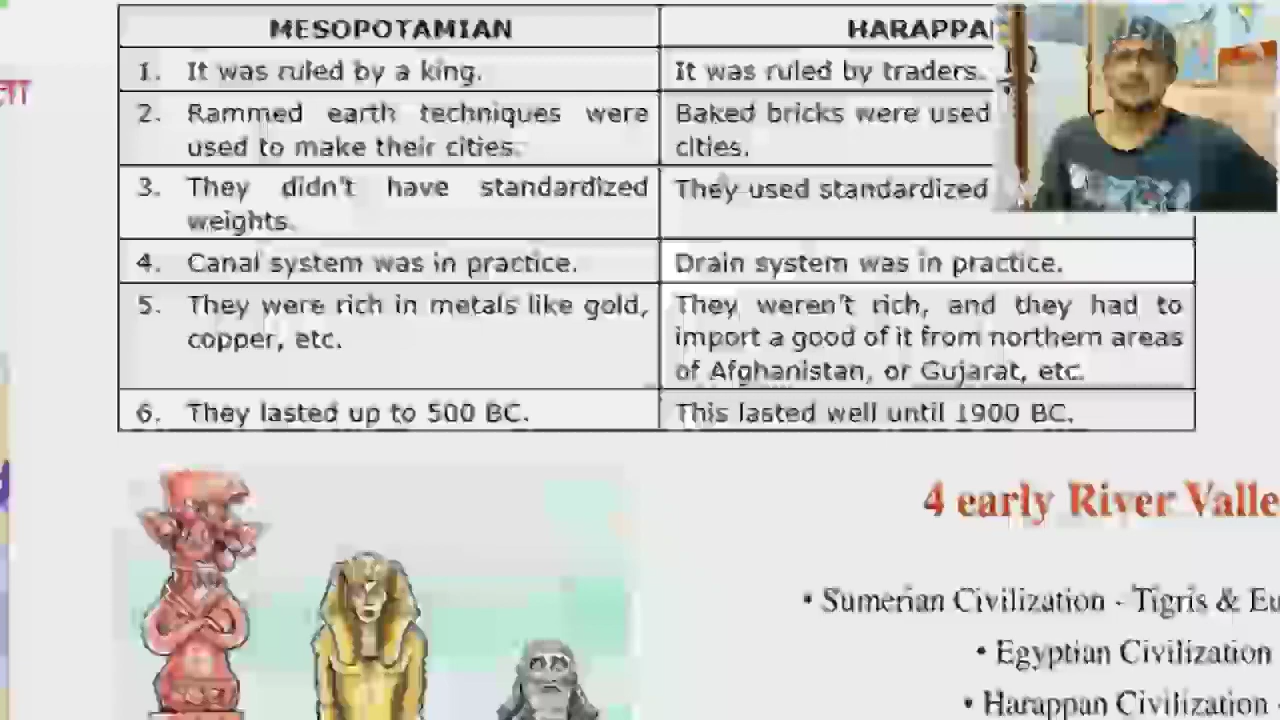 MESOPOTAMIAN
1. It was ruled by a king.
It was ruled by traders.
2. Rammed earth techniques were
used to make their cities.
Baked bricks were used
cities.
3. They didn't have standardized
weights.
They used standardized
4. Canal system was in practice.
Drain system was in practice.
5. They were rich in metals like gold,
copper, etc.
They weren't rich, and they had to
import a good of it from northern areas
of Afghanistan, or Gujarat, etc.
6. They lasted up to 500 BC.
This lasted well until 1900 BC.
4 early River
• Sumerian Civilization - Tigris &
• Egyptian Civilization
• Harappan Civilization